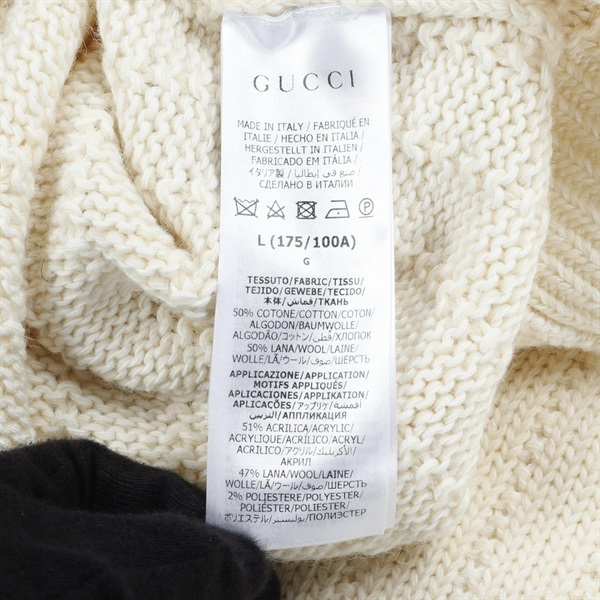 GUCCI
MADE IN ITALY / FABRIQUÉ EN
ITALIE / HECHO EN ITALIA /
HERGESTELLT IN ITALIEN /
FABRICADO EM ITÁLIA /
イタリア製 / صنع في إيطاليا /
СДЕЛАНО В ИТАЛИИ
L (175/100A)
G
TESSUTO/FABRIC/TISSU/
TEJIDO/GEWEBE/TECIDO/
本体/قماش/ТКАНЬ
50% COTONE/COTTON/COTON/
ALGODON/BAUMWOLLE/
ALGODÃO/コットン/قطن/ХЛОПОК
50% LANA/WOOL/LAINE/
WOLLE/LÃ/ウール/صوف/ШЕРСТЬ
APPLICAZIONE/APPLICATION/
MOTIFS APPLIQUÉS/
APLICACIONES/APPLIKATION/
APLICAÇÕES/アップリケ/أقمشة
التزيين/АППЛИКАЦИЯ
51% ACRILICA/ACRYLIC/
ACRYLIQUE/ACRILICO/ACRYL/
ACRÍLICO/アクリル/أكريليك/
АКРИЛ
47% LANA/WOOL/LAINE/
WOLLE/LÃ/ウール/صوف/ШЕРСТЬ
2% POLIESTERE/POLYESTER/
POLYESTER/POLIESTER/
POLYESTER/POLIÉSTER/
ポリエステル/بوليستر/ПОЛИЭСТЕР